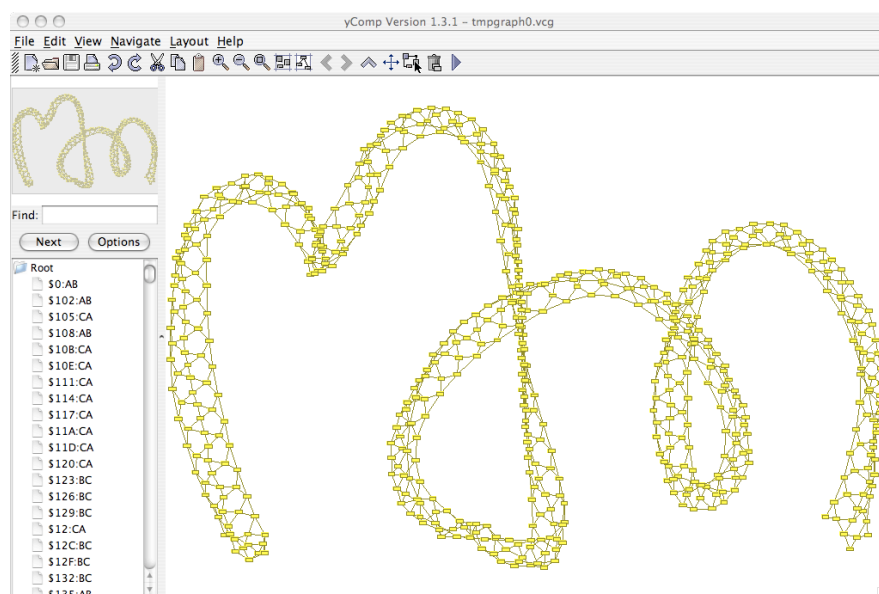 yComp Version 1.3.1 – tmpgraph0.vcg
File Edit View Navigate Layout Help
Find:
Next Options
Root
$0:AB
$102:AB
$105:CA
$108:AB
$10B:CA
$10E:CA
$111:CA
$114:CA
$117:CA
$11A:CA
$11D:CA
$120:CA
$123:BC
$126:BC
$129:BC
$12:CA
$12C:BC
$12F:BC
$132:BC
$135:AB